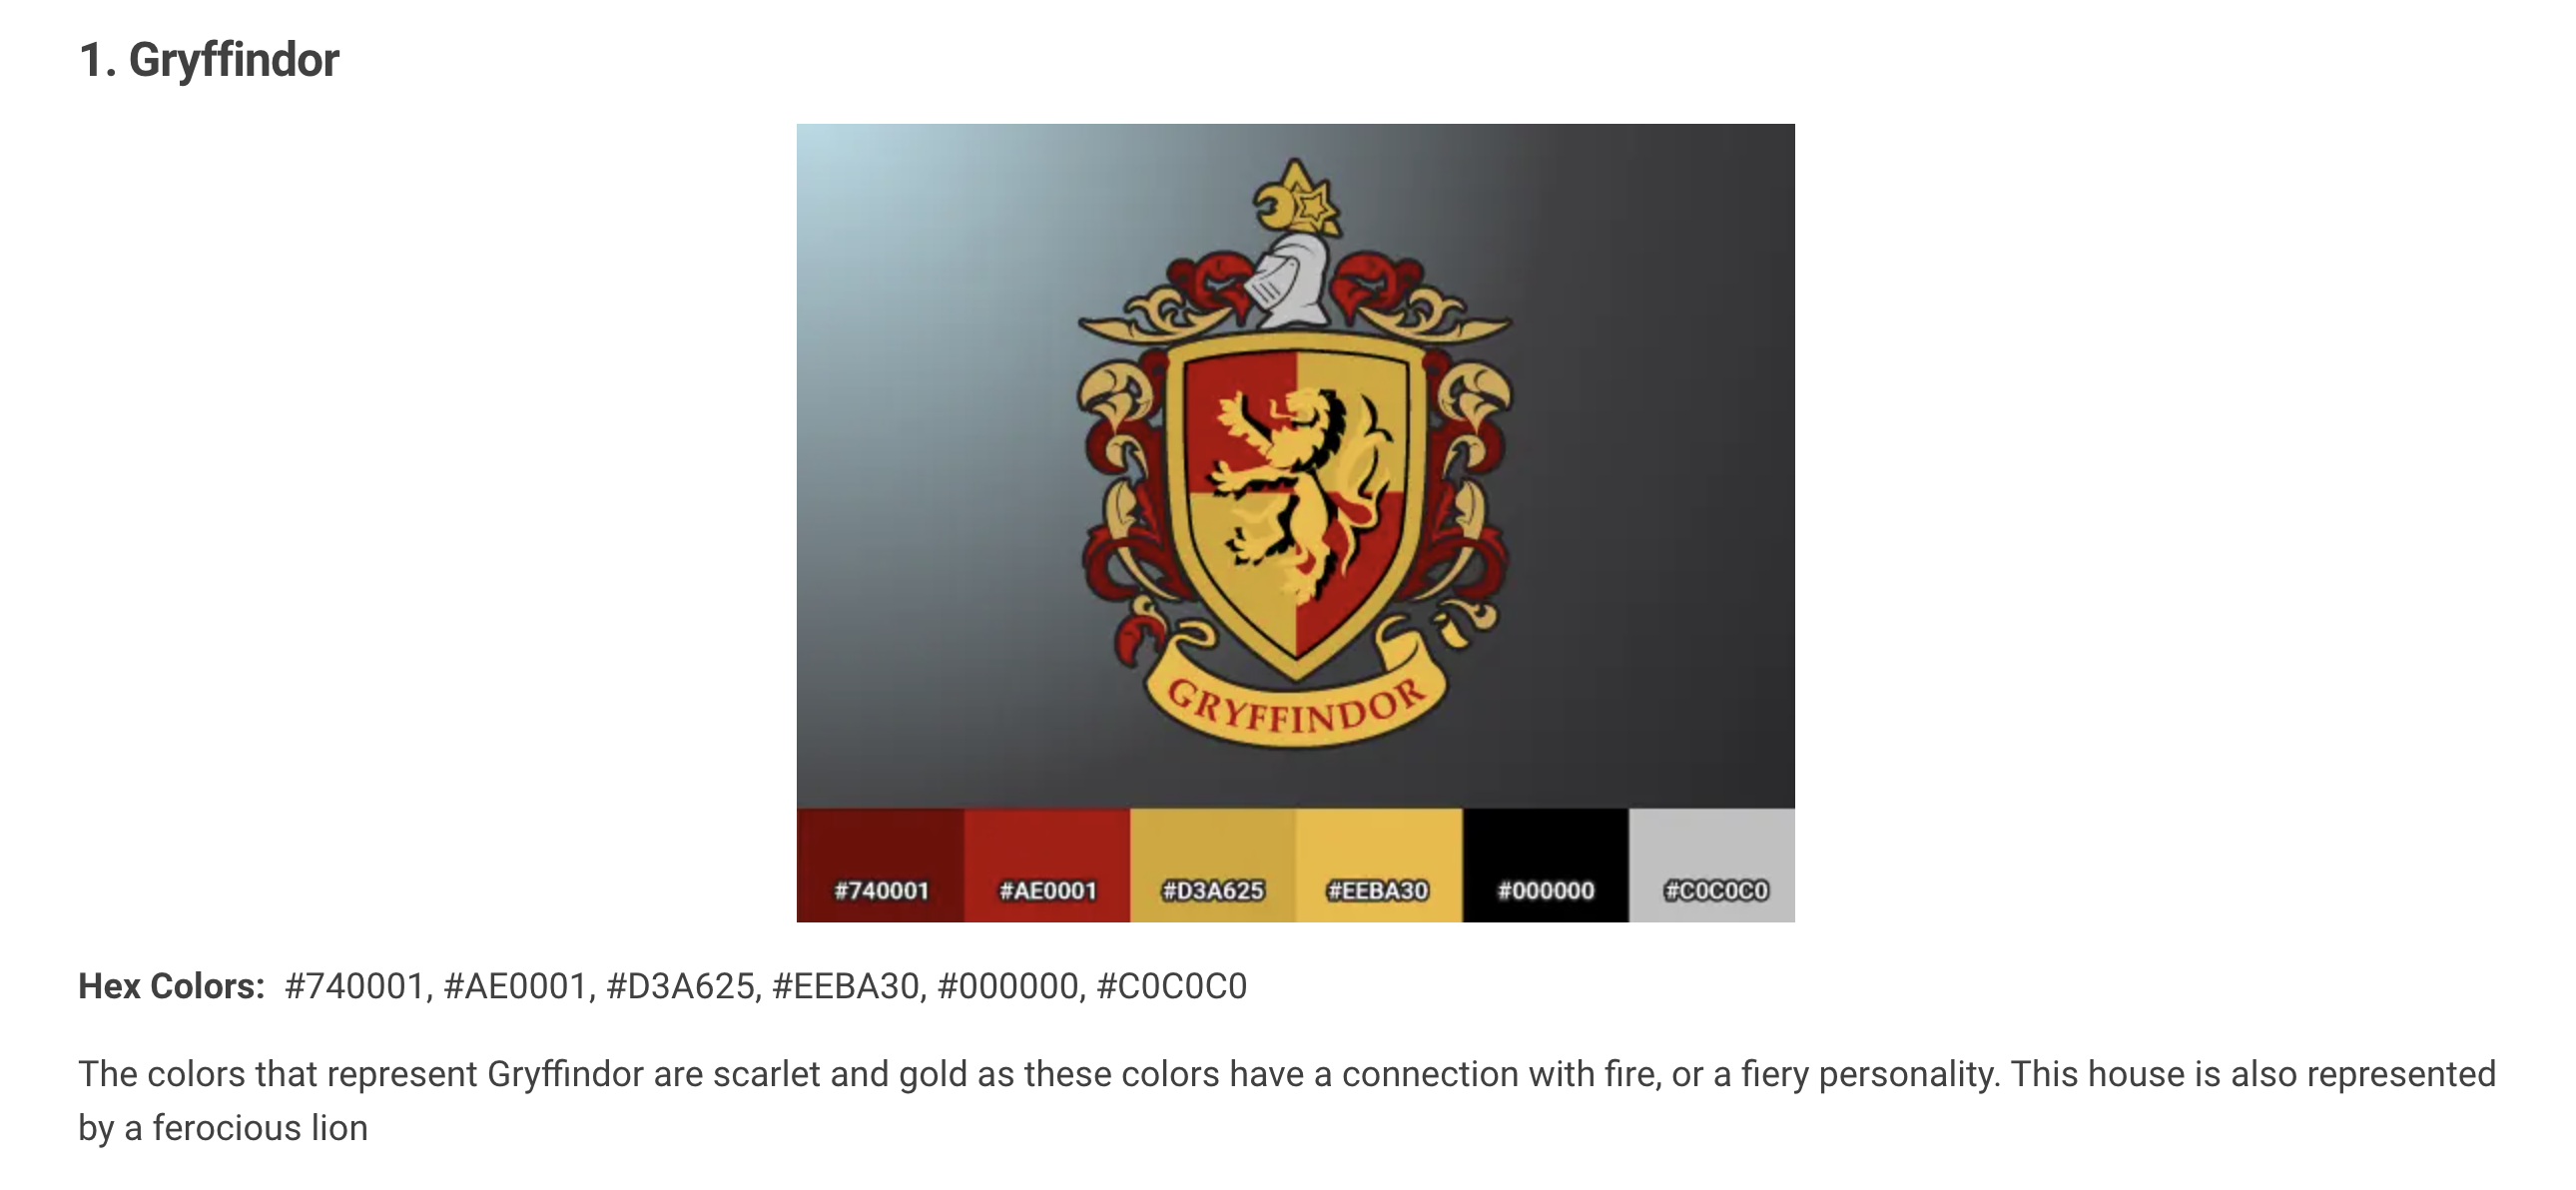 1. Gryffindor
GRYFFINDOR
#740001 #AE0001 #D3A625 #EEBA30 #000000 #C0C0C0
Hex Colors: #740001, #AE0001, #D3A625, #EEBA30, #000000, #C0C0C0
The colors that represent Gryffindor are scarlet and gold as these colors have a connection with fire, or a fiery personality. This house is also represented
by a ferocious lion